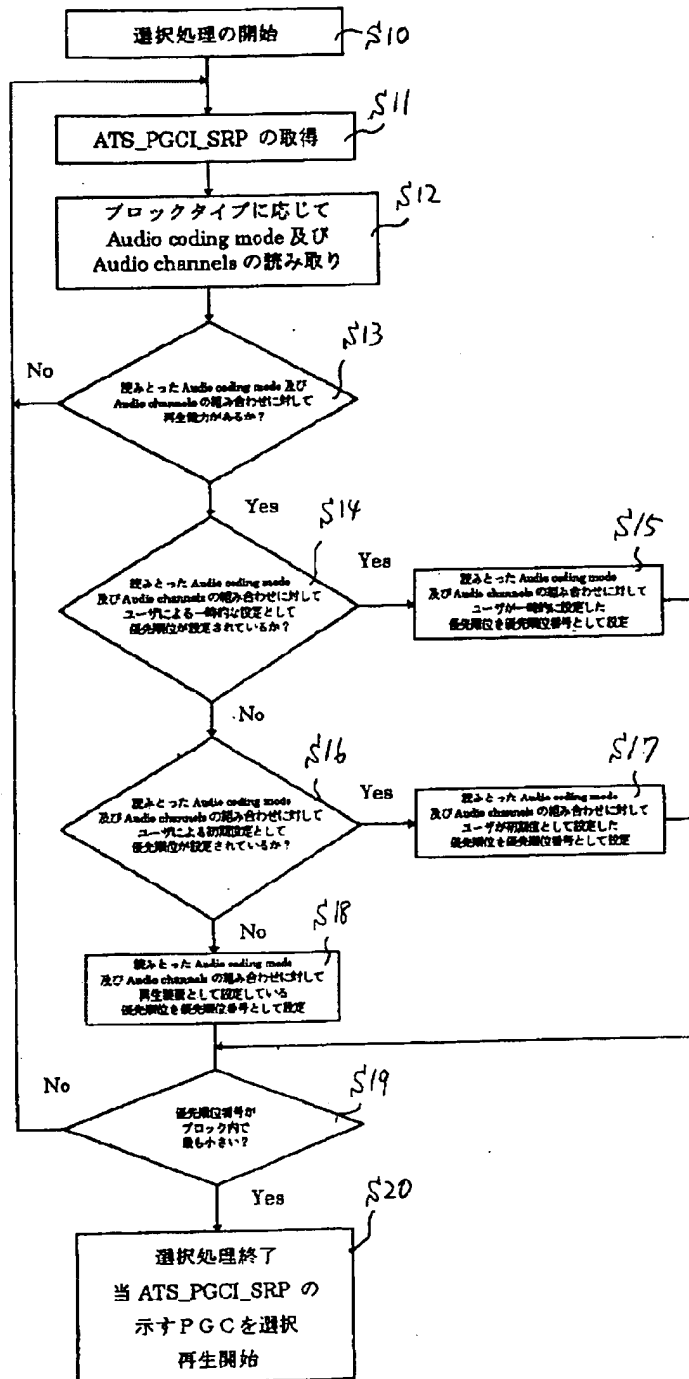 選択処理の開始
S10
S11
ATS_PGCI_SRP の取得
S12
ブロックタイプに応じて
Audio coding mode 及び
Audio channels の読み取り
S13
No
読みとった Audio coding mode 及び
Audio channels の組み合わせに対して
再生能力があるか？
Yes
S14
読みとった Audio coding mode
及び Audio channels の組み合わせに対して
ユーザによる一時的な設定として
優先順位が設定されているか？
Yes
S15
読みとった Audio coding mode
及び Audio channels の組み合わせに対して
ユーザが一時的に設定した
優先順位を優先順位番号として設定
No
S16
読みとった Audio coding mode
及び Audio channels の組み合わせに対して
ユーザによる初期設定として
優先順位が設定されているか？
Yes
S17
読みとった Audio coding mode
及び Audio channels の組み合わせに対して
ユーザが初期値として設定した
優先順位を優先順位番号として設定
No
S18
読みとった Audio coding mode
及び Audio channels の組み合わせに対して
再生装置として設定している
優先順位を優先順位番号として設定
No
S19
優先順位番号が
ブロック内で
最も小さい？
Yes
S20
選択処理終了
当 ATS_PGCI_SRP の
示すＰＧＣを選択
再生開始